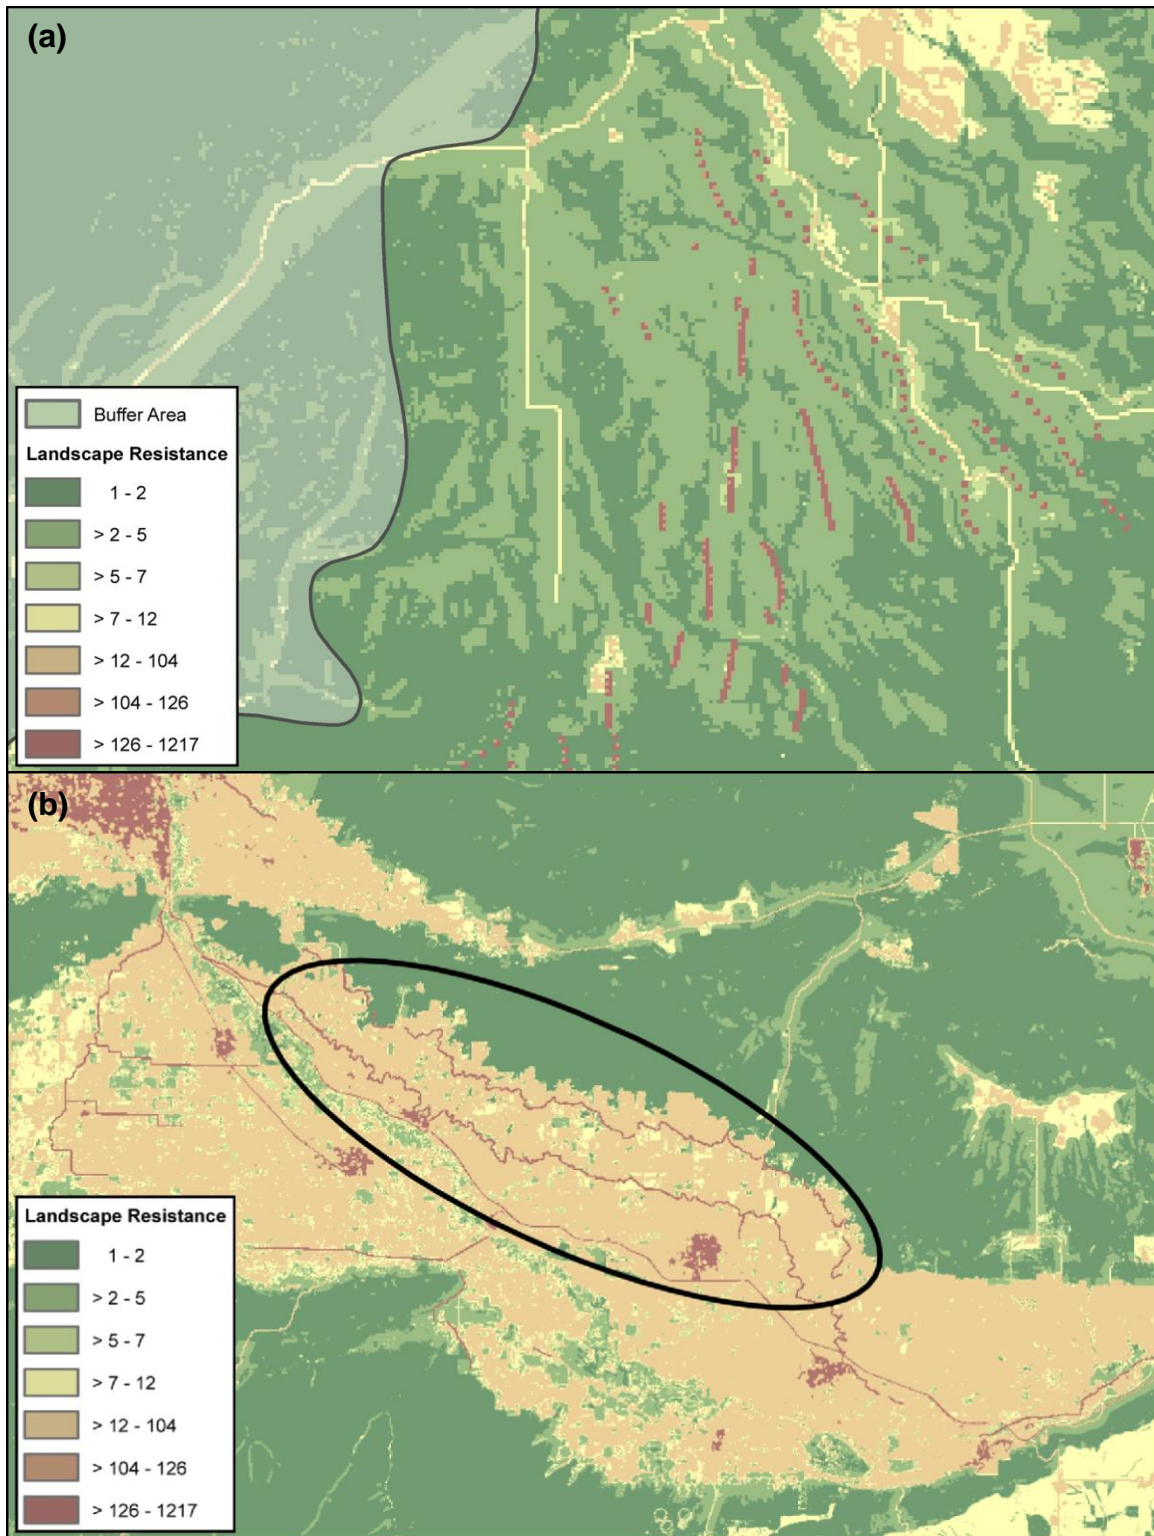 (a)
Buffer Area
Landscape Resistance
1 - 2
> 2 - 5
> 5 - 7
> 7 - 12
> 12 - 104
> 104 - 126
> 126 - 1217
(b)
Landscape Resistance
1 - 2
> 2 - 5
> 5 - 7
> 7 - 12
> 12 - 104
> 104 - 126
> 126 - 1217